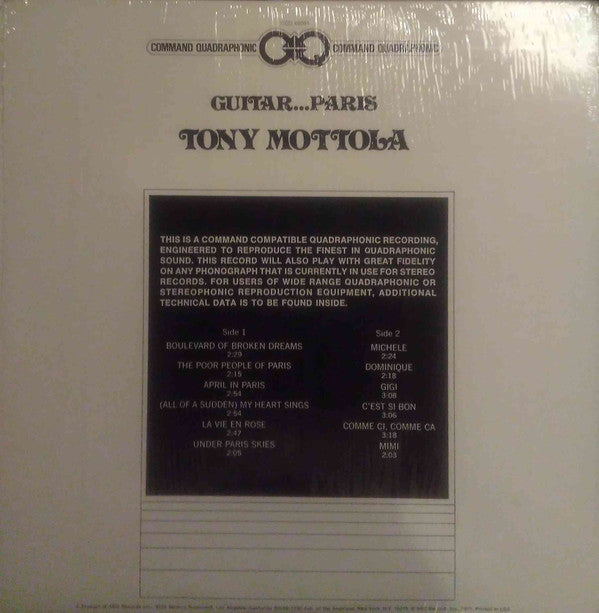 COMMAND QUADRAPHONIC QQ COMMAND QUADRAPHONIC
GUITAR...PARIS
TONY MOTTOLA
THIS IS A COMMAND COMPATIBLE QUADRAPHONIC RECORDING,
ENGINEERED TO REPRODUCE THE FINEST IN QUADRAPHONIC
SOUND. THIS RECORD WILL ALSO PLAY WITH GREAT FIDELITY
ON ANY PHONOGRAPH THAT IS CURRENTLY IN USE FOR STEREO
RECORDS. FOR USERS OF WIDE RANGE QUADRAPHONIC OR
STEREOPHONIC REPRODUCTION EQUIPMENT, ADDITIONAL
TECHNICAL DATA IS TO BE FOUND INSIDE.
Side 1
BOULEVARD OF BROKEN DREAMS
2:29
THE POOR PEOPLE OF PARIS
2:15
APRIL IN PARIS
2:54
(ALL OF A SUDDEN) MY HEART SINGS
2:54
LA VIE EN ROSE
2:47
UNDER PARIS SKIES
2:05
Side 2
MICHELE
2:24
DOMINIQUE
2:18
GIGI
3:08
C'EST SI BON
3:06
COMME CI, COMME CA
3:18
MIMI
2:03